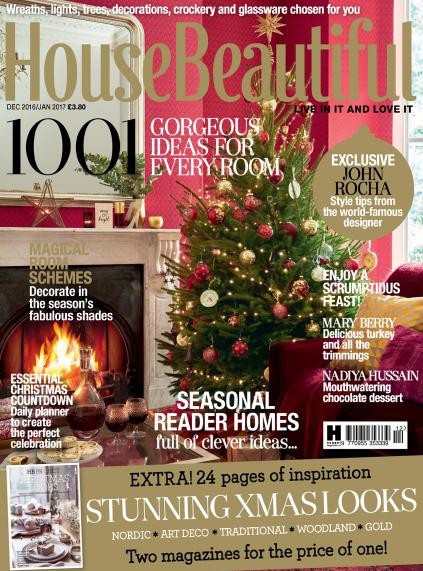 Wreaths, lights, trees, decorations, crockery and glassware chosen for you
HouseBeautiful
DEC 2016/JAN 2017 £3.80
LIVE IN IT AND LOVE IT
1001
GORGEOUS
IDEAS FOR
EVERY ROOM
EXCLUSIVE
JOHN
ROCHA
Style tips from
the world-famous
designer
MAGICAL
ROOM
SCHEMES
Decorate in
the season's
fabulous shades
ENJOY A
SCRUMPTIOUS
FEAST!
MARY BERRY
Delicious turkey
and all the
trimmings
NADIYA HUSSAIN
Mouthwatering
chocolate dessert
ESSENTIAL
CHRISTMAS
COUNTDOWN
Daily planner
to create
the perfect
celebration
SEASONAL
READER HOMES
full of clever ideas...
H
12
9 770955 353339
EXTRA! 24 pages of inspiration
STUNNING XMAS LOOKS
NORDIC * ART DECO * TRADITIONAL * WOODLAND * GOLD
Two magazines for the price of one!